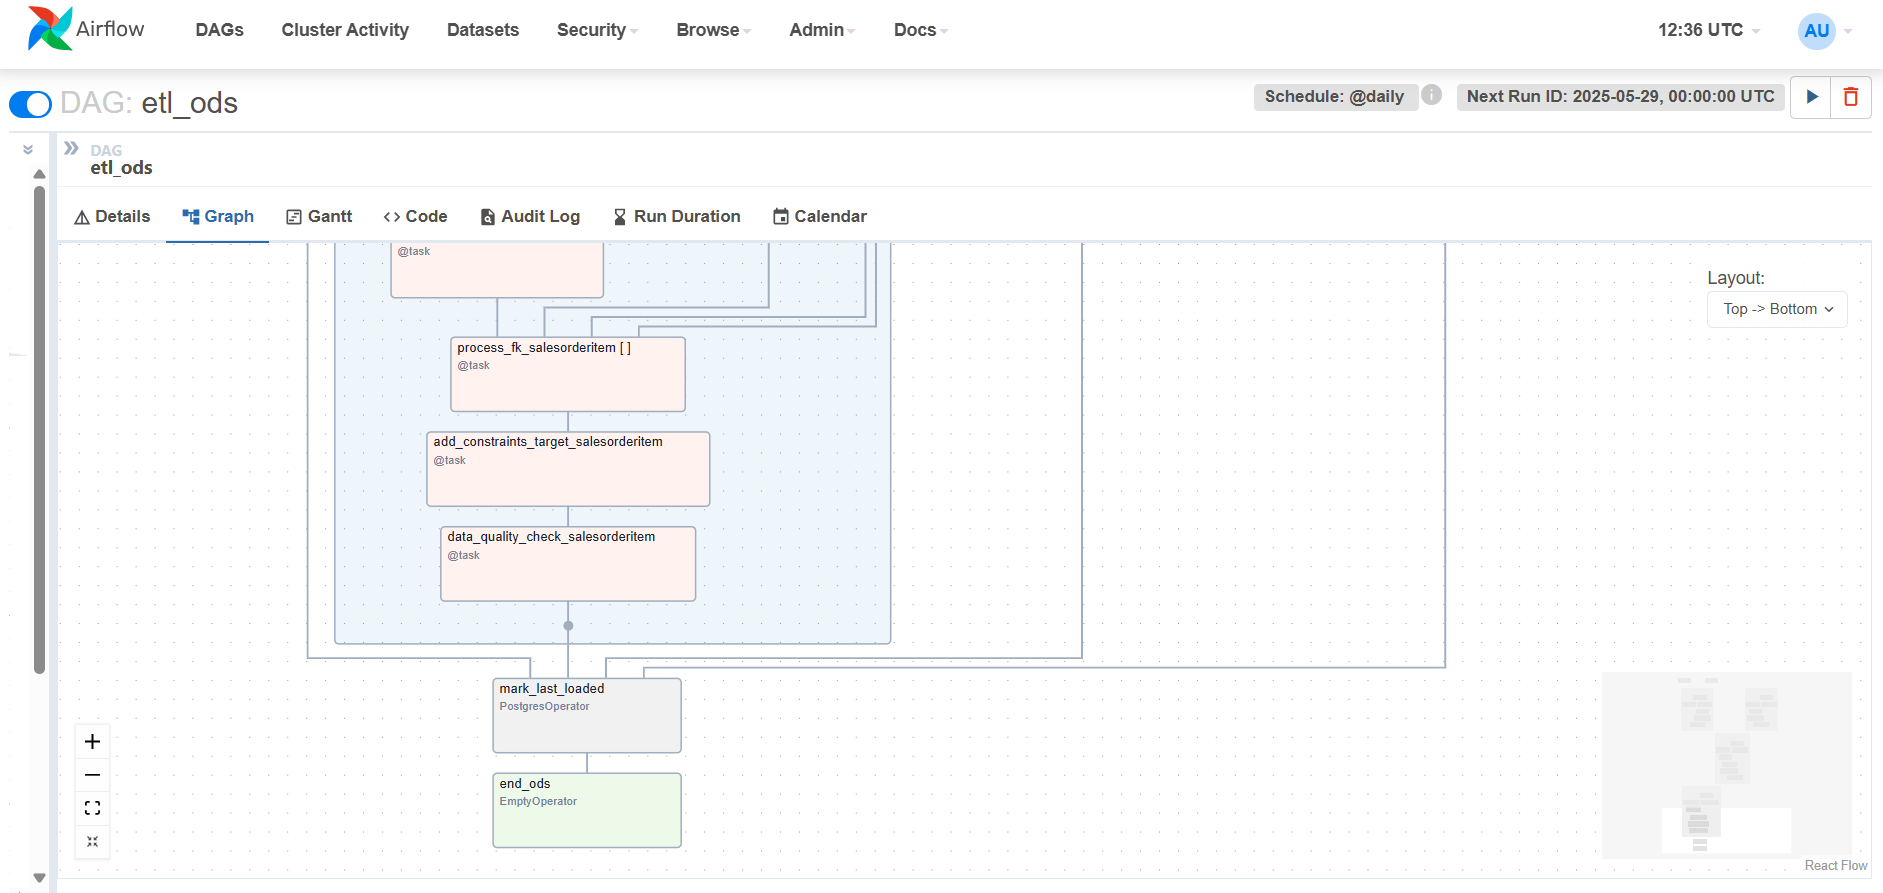 Airflow DAGs Cluster Activity Datasets Security Browse Admin Docs 12:36 UTC AU
DAG: etl_ods Schedule: @daily i Next Run ID: 2025-05-29, 00:00:00 UTC
DAG
etl_ods
Details Graph Gantt Code Audit Log Run Duration Calendar
@task
Layout:
Top -> Bottom
process_fk_salesorderitem [ ]
@task
add_constraints_target_salesorderitem
@task
data_quality_check_salesorderitem
@task
mark_last_loaded
PostgresOperator
end_ods
EmptyOperator
React Flow